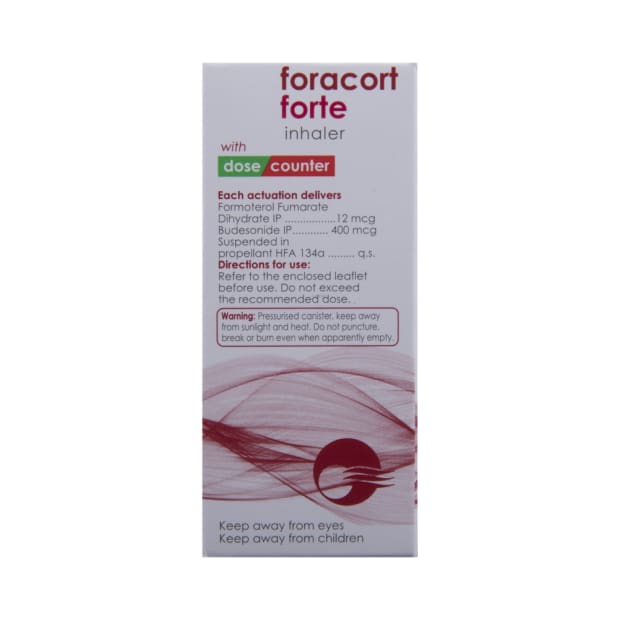 foracort
forte
inhaler
with
dose counter
Each actuation delivers
Formoterol Fumarate
Dihydrate IP .................12 mcg
Budesonide IP............ 400 mcg
Suspended in
propellant HFA 134a ......... q.s.
Directions for use:
Refer to the enclosed leaflet
before use. Do not exceed
the recommended dose.
Warning: Pressurised canister, keep away
from sunlight and heat. Do not puncture,
break or burn even when apparently empty.
Keep away from eyes
Keep away from children